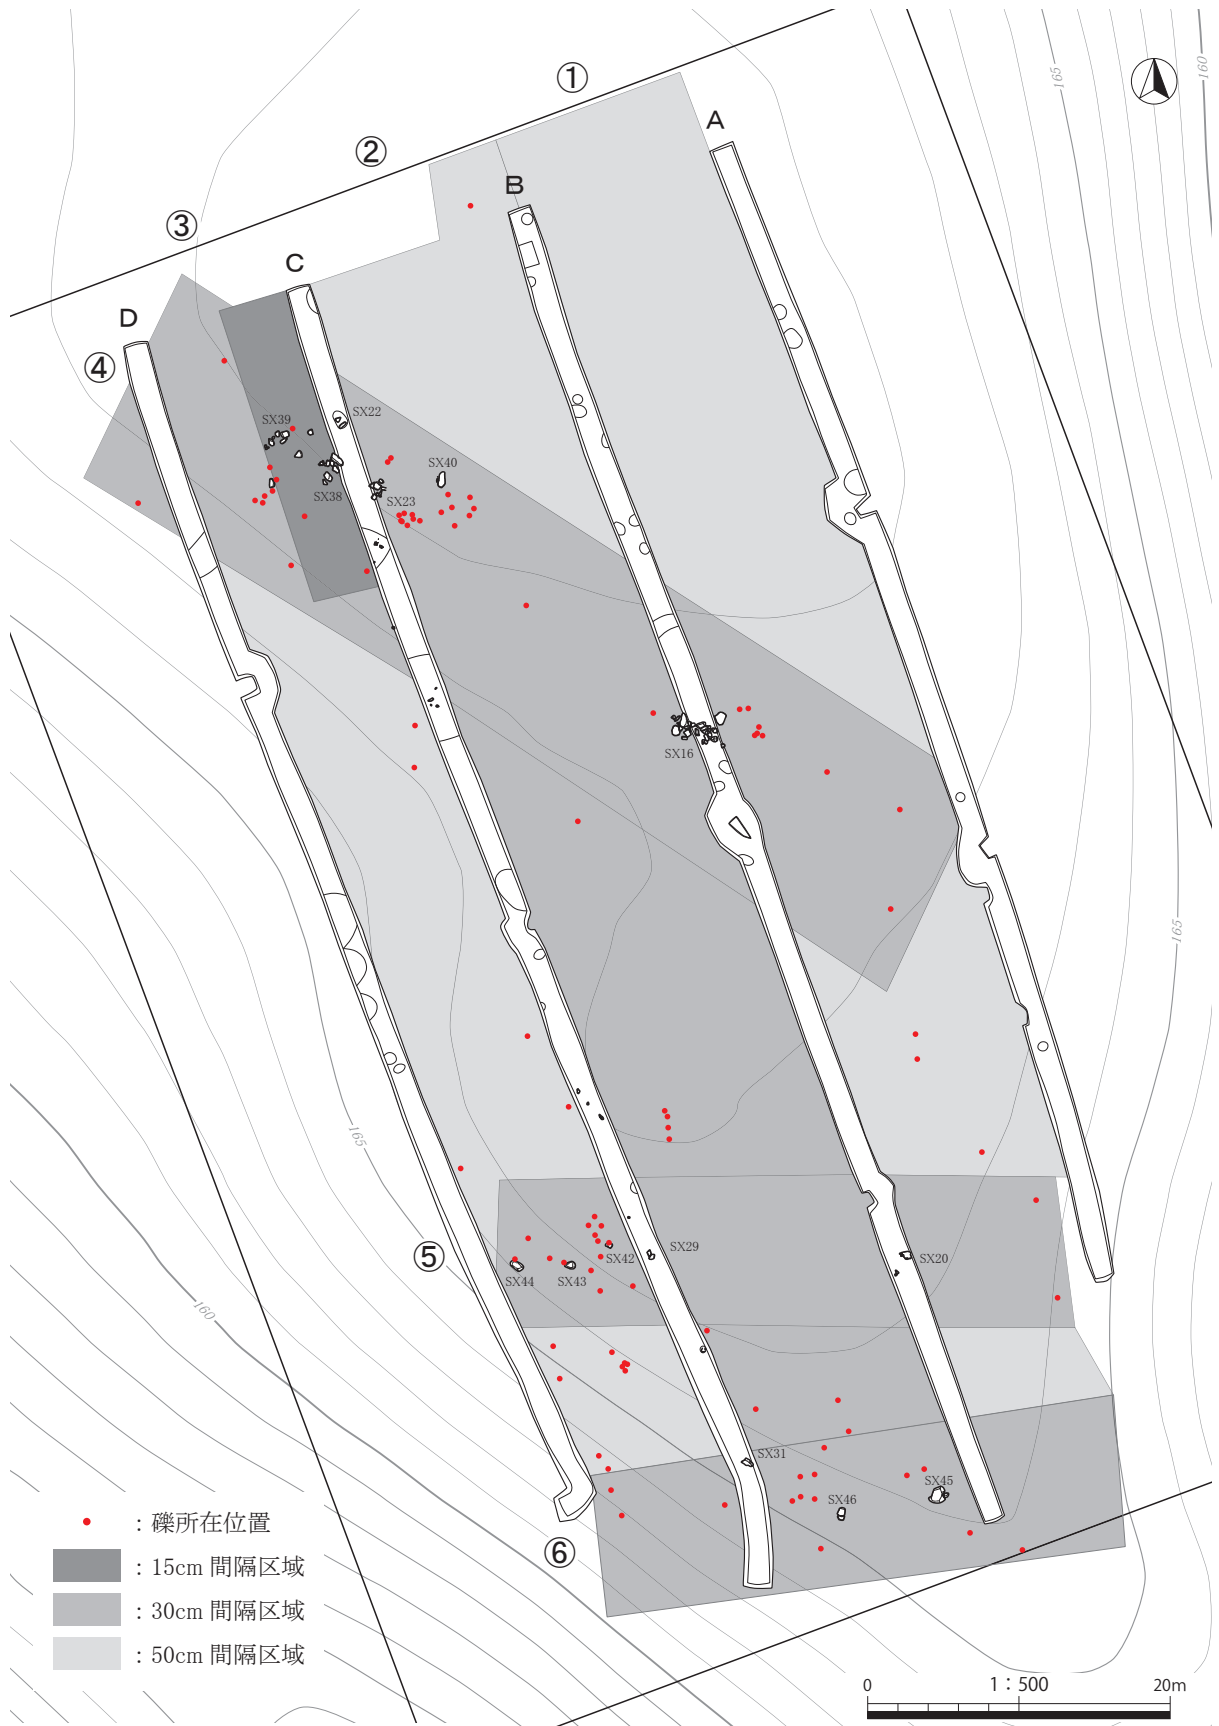 ①
A
165
160
②
B
③
C
D
④
SX39
SX22
SX40
SX38
SX23
SX16
165
165
⑤
SX42
SX29
SX20
SX44
SX43
160
SX31
SX45
SX46
⑥
：礫所在位置
：15cm 間隔区域
：30cm 間隔区域
：50cm 間隔区域
0
1：500
20m